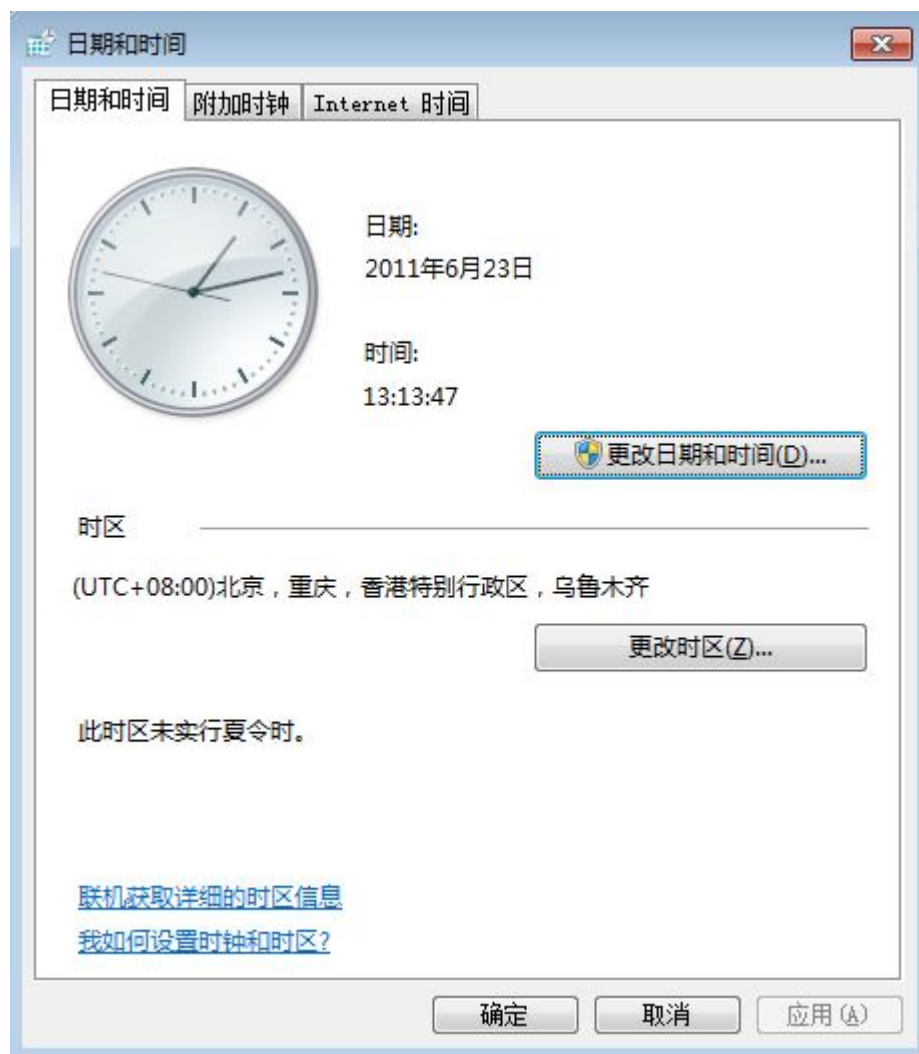 日期和时间
日期和时间 附加时钟 Internet 时间
日期:
2011年6月23日
时间:
13:13:47
更改日期和时间(D)...
时区
(UTC+08:00)北京，重庆，香港特别行政区，乌鲁木齐
更改时区(Z)...
此时区未实行夏令时。
联机获取详细的时区信息
我如何设置时钟和时区?
确定 取消 应用(A)